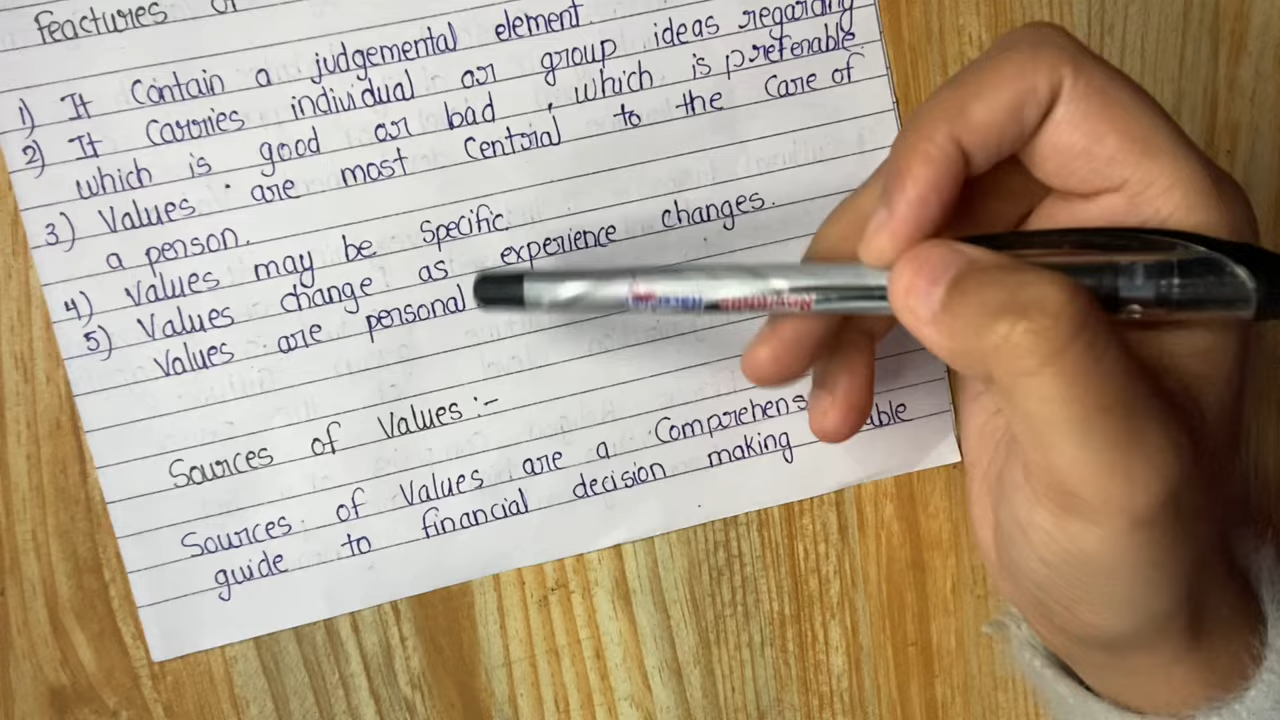 Feactures of
1) It Contain a judgemental element.
2) It Carries individual or group ideas regarding
which is good or bad, which is preferable.
3) Values are most Central to the Care of
a person.
4) Values may be Specific.
5) Values change as experience changes.
Values are personal
Sources of Values :-
Sources of Values are a Comprehens able
guide to financial decision making